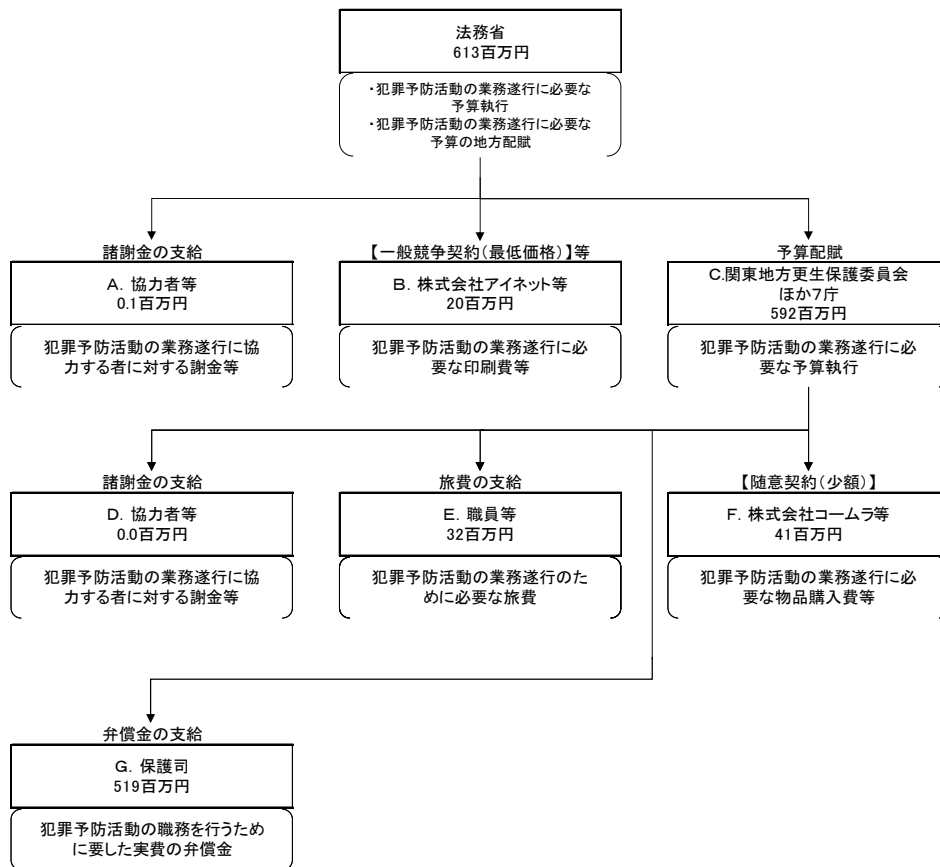 法務省
613百万円
・犯罪予防活動の業務遂行に必要な
予算執行
・犯罪予防活動の業務遂行に必要な
予算の地方配賦
諸謝金の支給
A．協力者等
0.1百万円
犯罪予防活動の業務遂行に協
力する者に対する謝金等
【一般競争契約(最低価格)】等
B．株式会社アイネット等
20百万円
犯罪予防活動の業務遂行に必
要な印刷費等
予算配賦
C.関東地方更生保護委員会
ほか7庁
592百万円
犯罪予防活動の業務遂行に必
要な予算執行
諸謝金の支給
D．協力者等
0.0百万円
犯罪予防活動の業務遂行に協
力する者に対する謝金等
旅費の支給
E．職員等
32百万円
犯罪予防活動の業務遂行のた
めに必要な旅費
【随意契約(少額)】
F．株式会社コームラ等
41百万円
犯罪予防活動の業務遂行に必
要な物品購入費等
弁償金の支給
G．保護司
519百万円
犯罪予防活動の職務を行うため
に要した実費の弁償金